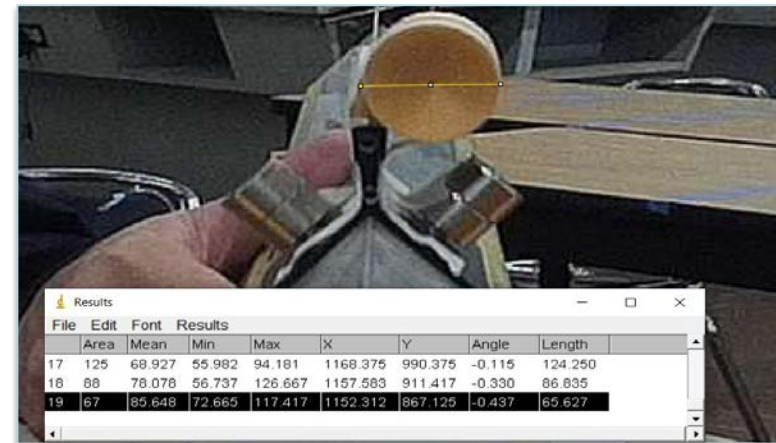 Results
File Edit Font Results
Area Mean Min Max X Y Angle Length
17 125 68.927 55.982 94.181 1168.375 990.375 -0.115 124.250
18 88 78.078 56.737 126.667 1157.583 911.417 -0.330 86.835
19 67 85.648 72.665 117.417 1152.312 867.125 -0.437 65.627